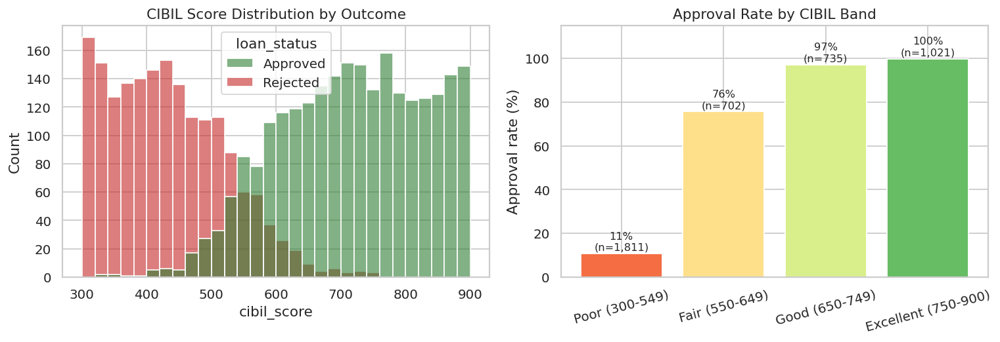 CIBIL Score Distribution by Outcome
loan_status
Approved
Rejected
Count
160
140
120
100
80
60
40
20
0
300
400
500
600
700
800
900
cibil_score
Approval Rate by CIBIL Band
Approval rate (%)
100
80
60
40
20
0
11%
(n=1,811)
76%
(n=702)
97%
(n=735)
100%
(n=1,021)
Poor (300-549)
Fair (550-649)
Good (650-749)
Excellent (750-900)